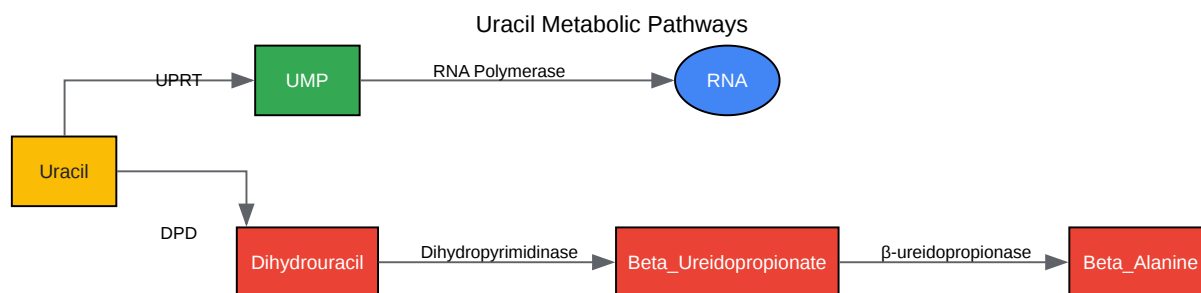 Uracil Metabolic Pathways
UPRT
UMP
RNA Polymerase
RNA
Uracil
DPD
Dihydrouracil
Dihydropyrimidinase
Beta_Ureidopropionate
β-ureidopropionase
Beta_Alanine